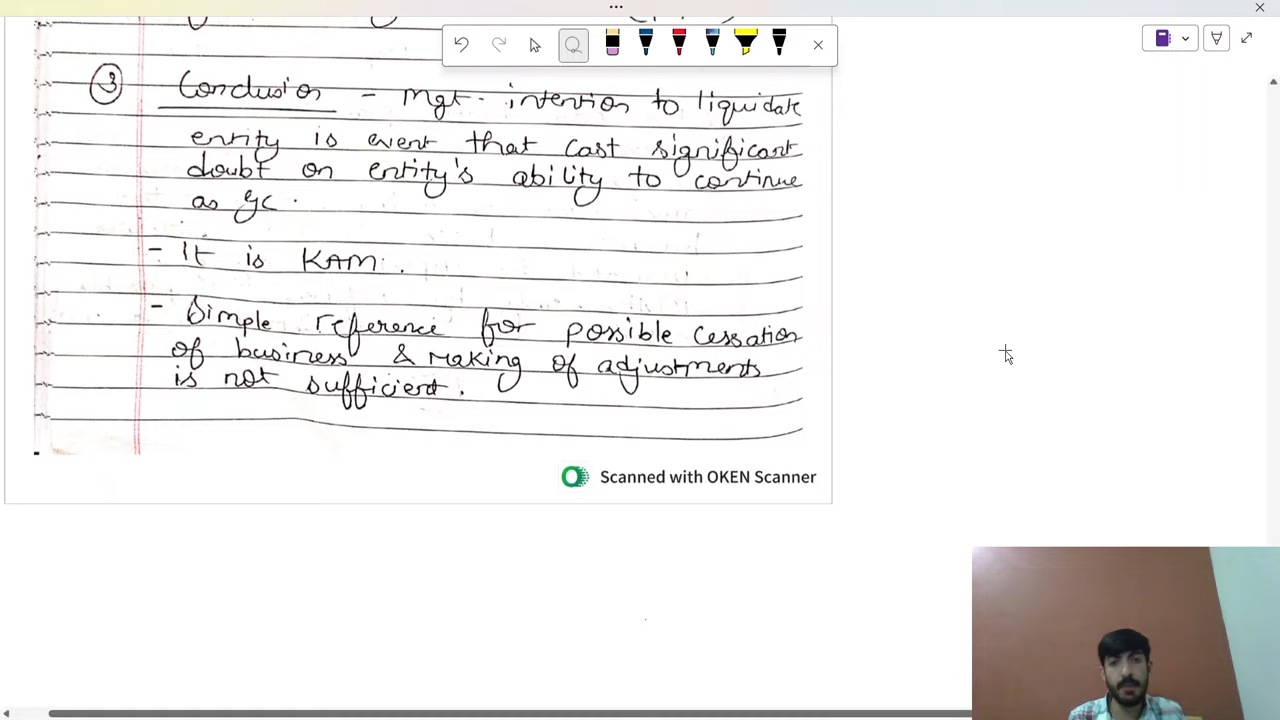 ③ Conclusion - Mgt. intention to liquidate
entity is event that cast significant
doubt on entity's ability to continue
as GC.
- It is KAM.
- Simple reference for possible cessation
of business & making of adjustments
is not sufficient.
Scanned with OKEN Scanner